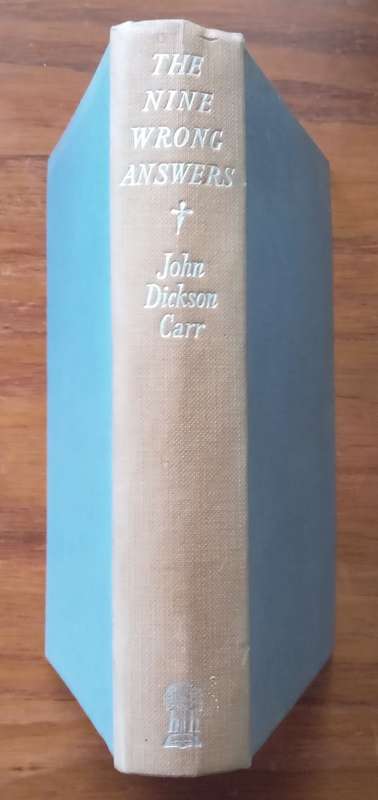 THE
NINE
WRONG
ANSWERS
John
Dickson
Carr